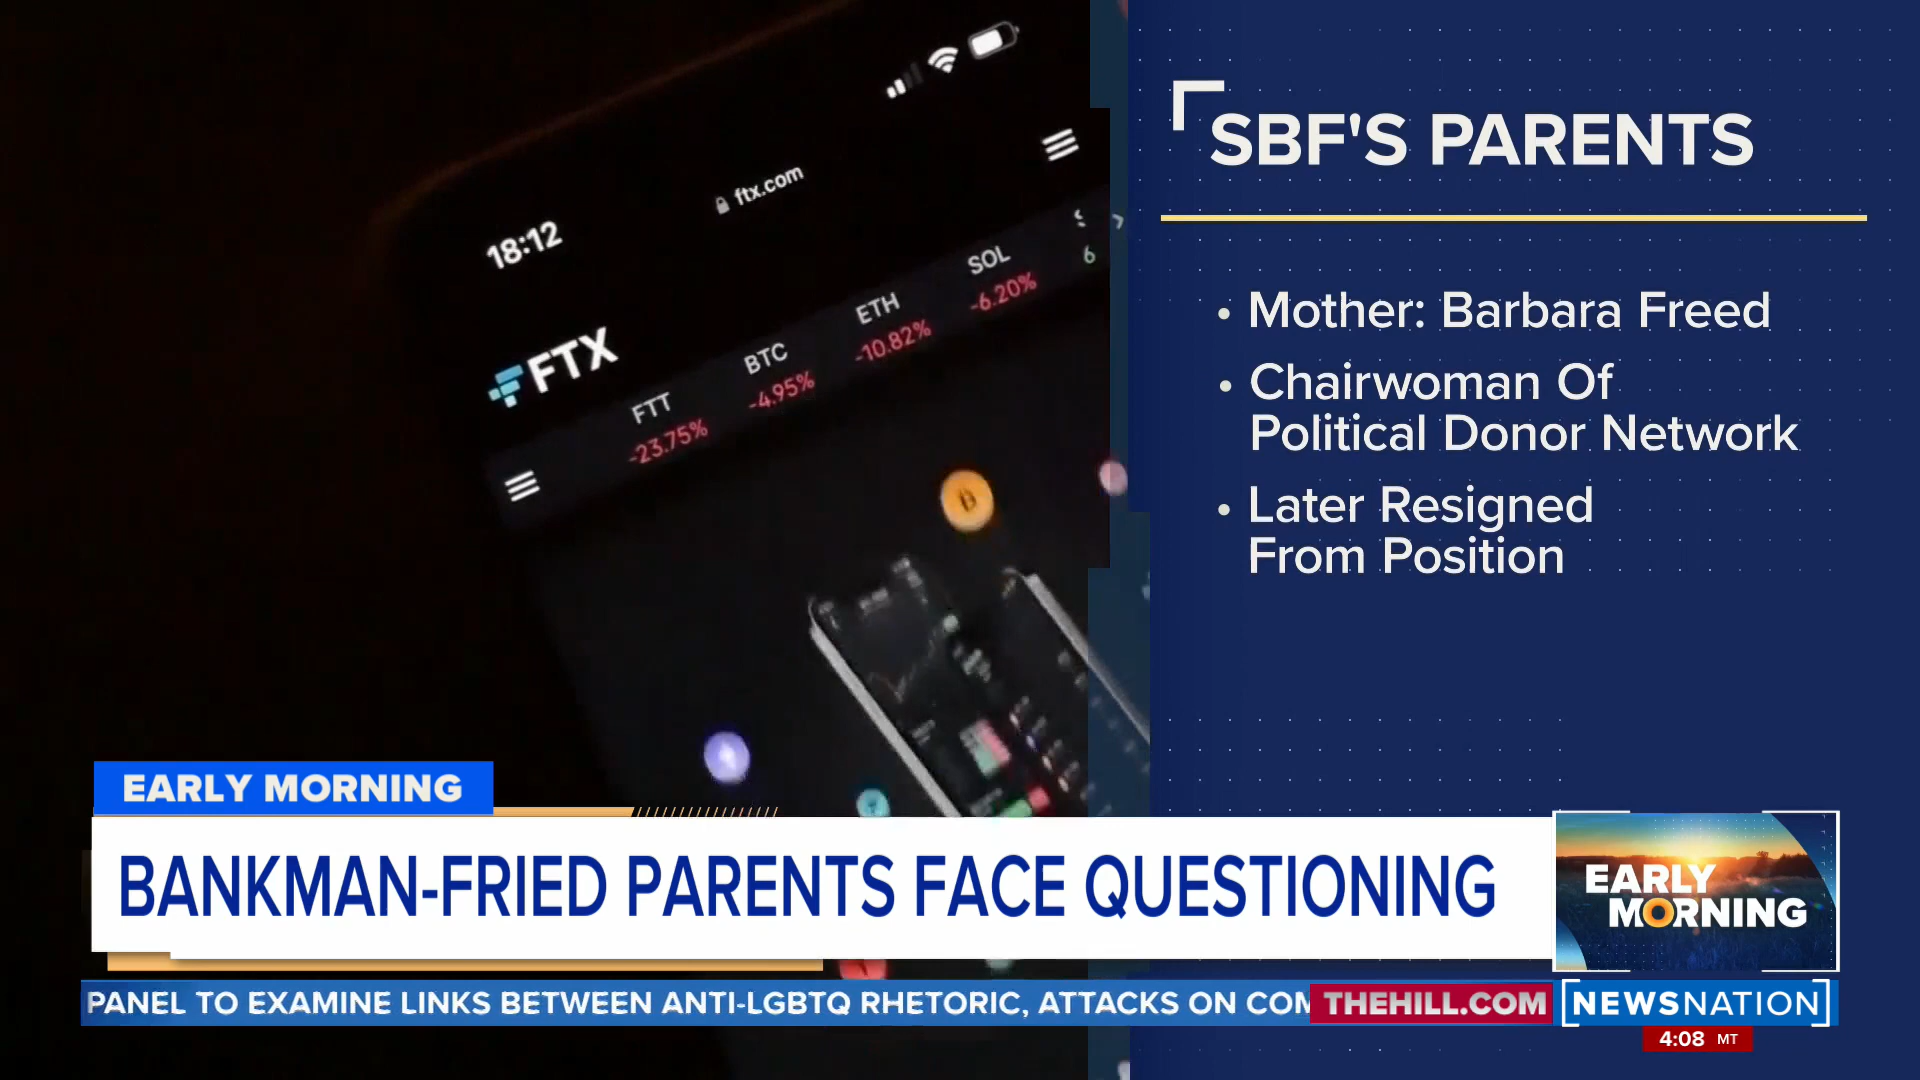 18:12
ftx.com
FTX
FTT
-23.75%
BTC
-4.95%
ETH
-10.82%
SOL
-6.20%
6
SBF'S PARENTS
• Mother: Barbara Freed
• Chairwoman Of
Political Donor Network
• Later Resigned
From Position
EARLY MORNING
BANKMAN-FRIED PARENTS FACE QUESTIONING
EARLY
MORNING
PANEL TO EXAMINE LINKS BETWEEN ANTI-LGBTQ RHETORIC, ATTACKS ON COM
THEHILL.COM
NEWSNATION
4:08 MT